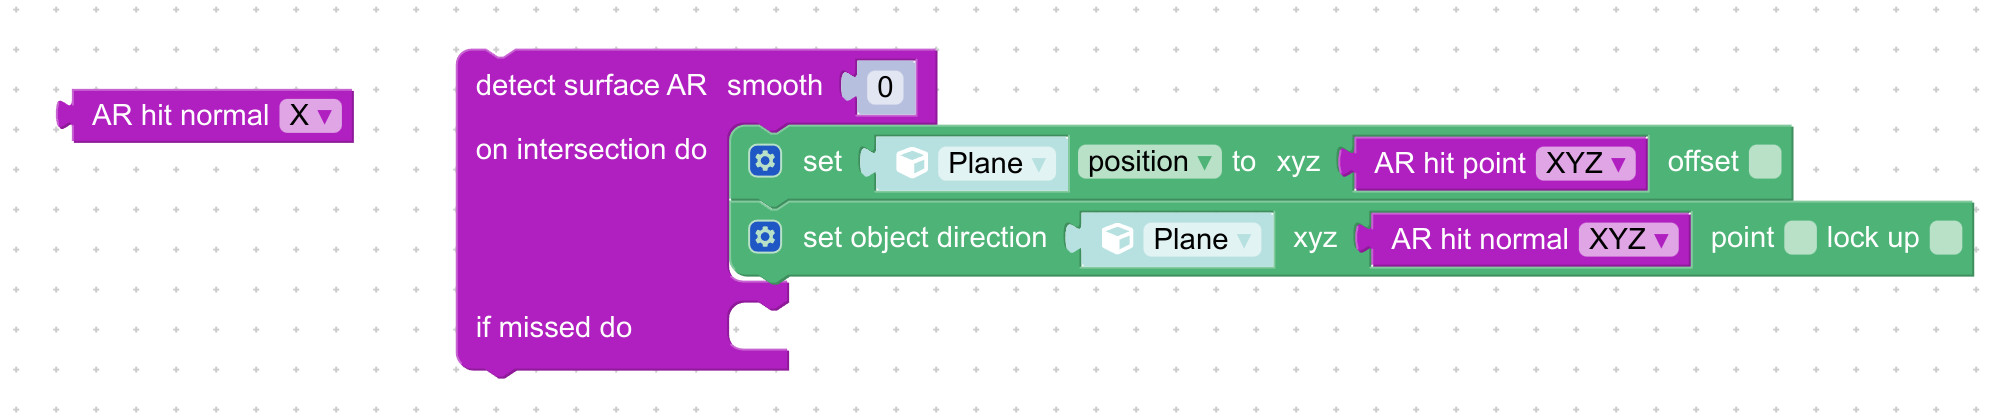 AR hit normal X
detect surface AR smooth 0
on intersection do
set Plane position to xyz AR hit point XYZ offset
set object direction Plane xyz AR hit normal XYZ point lock up
if missed do